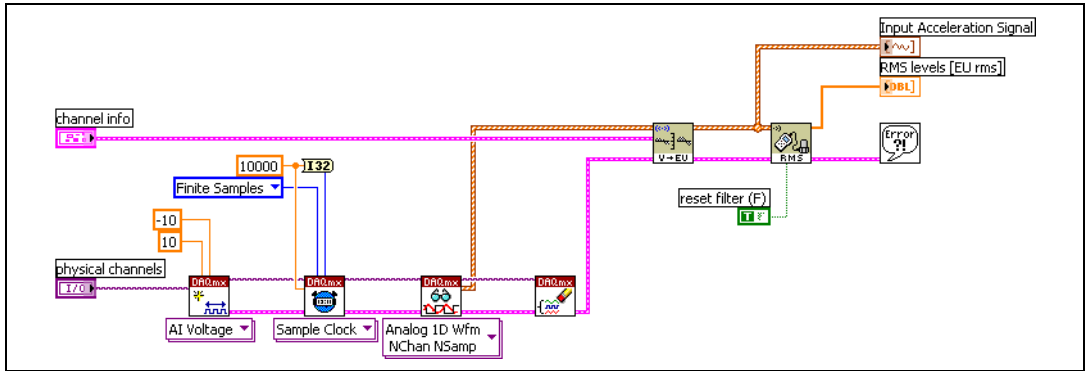 Input Acceleration Signal
RMS levels [EU rms]
DBL
channel info
Error
?!
V→EU
RMS
10000
I32
Finite Samples
reset filter (F)
T F
-10
10
physical channels
I/O
DAQmx
DAQmx
DAQmx
DAQmx
AI Voltage
Sample Clock
Analog 1D Wfm
NChan NSamp